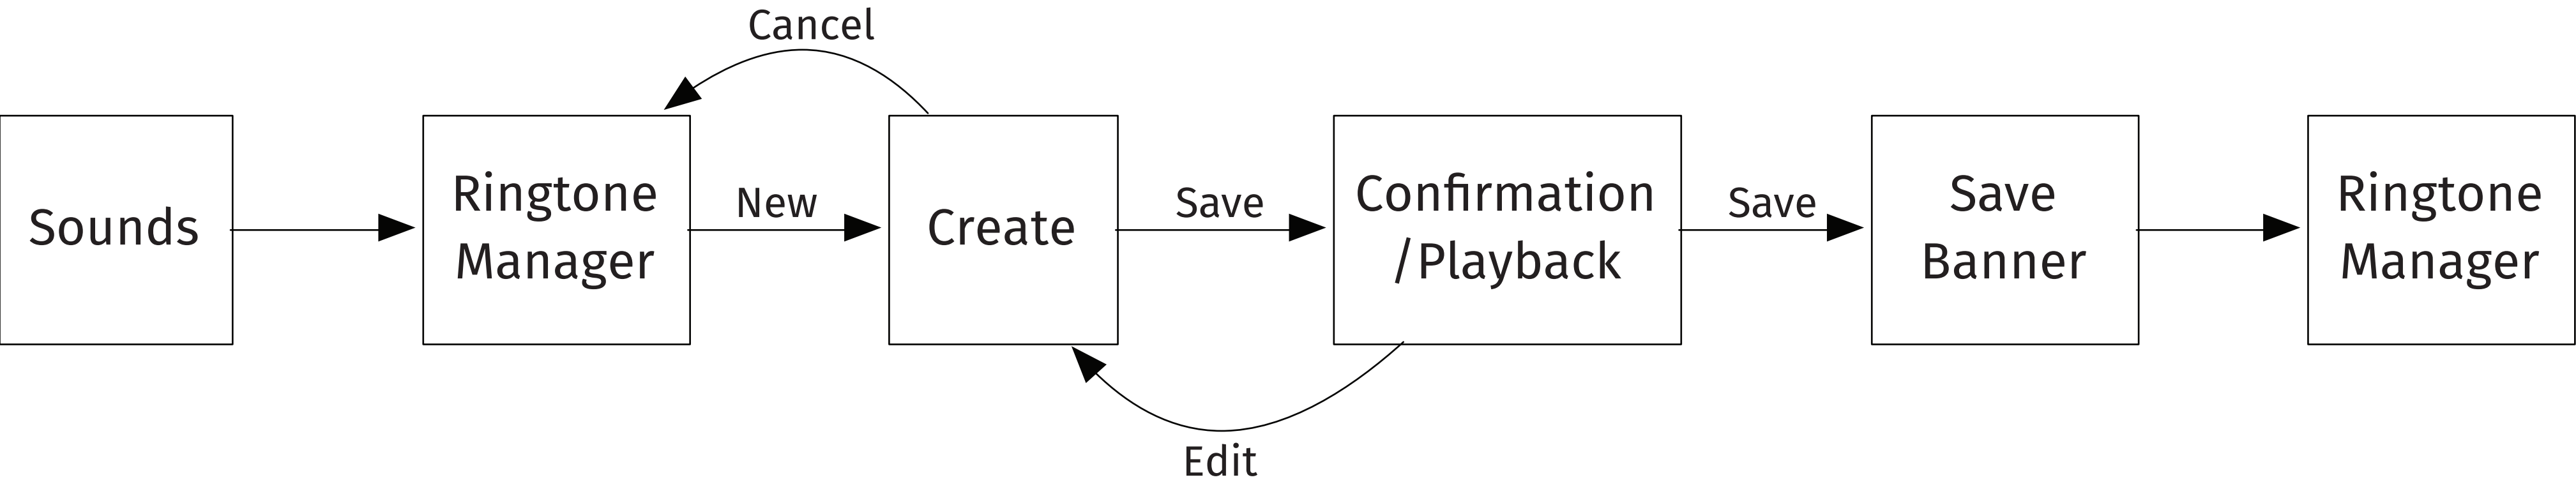 Cancel
Sounds
Ringtone
Manager
New
Create
Save
Confirmation
/Playback
Save
Save
Banner
Ringtone
Manager
Edit